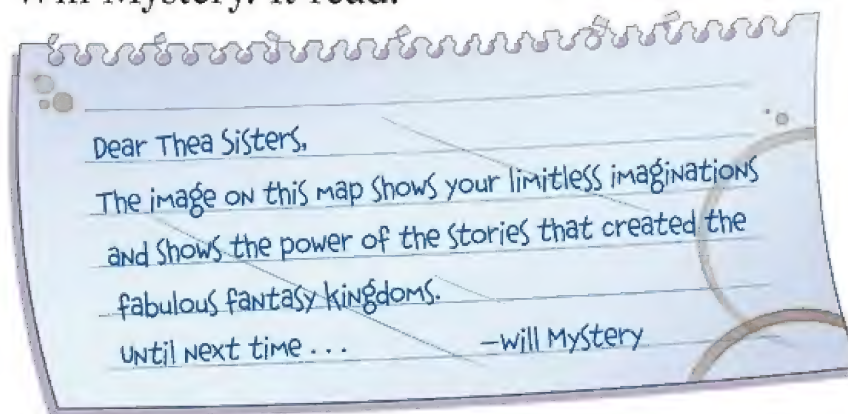 Will Mystery. It read:
Dear Thea Sisters,
The image on this map shows your limitless imaginations
and shows the power of the stories that created the
fabulous fantasy kingdoms.
Until next time . . . –Will Mystery